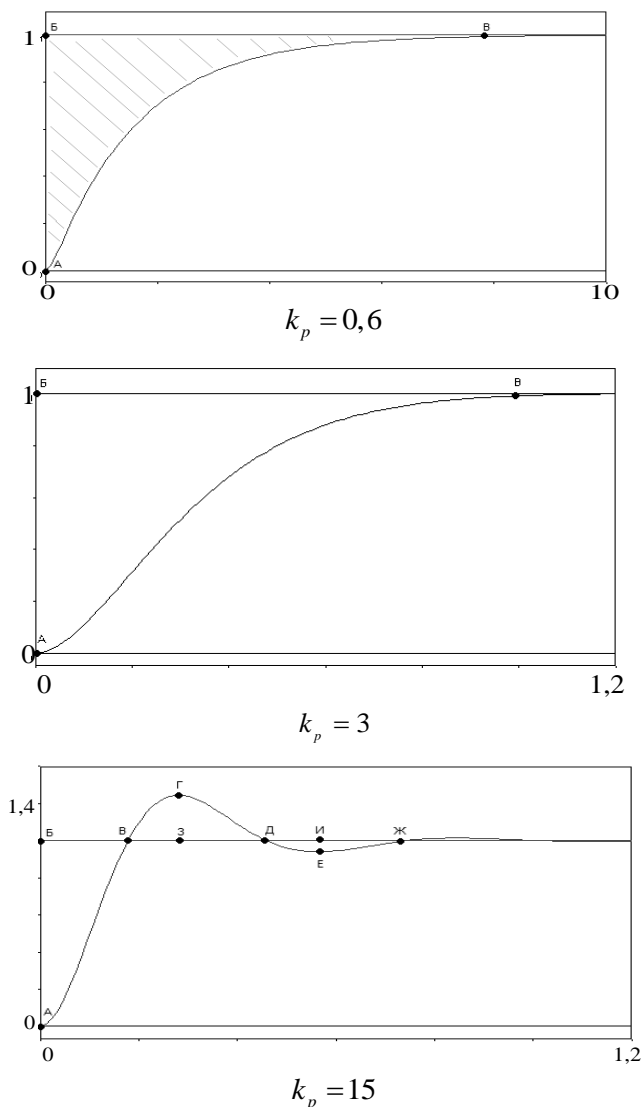 Б В
1
0
А
0 10
k_p = 0,6
Б В
1
А
0
0 1,2
k_p = 3
Г
1,4
Б В З Д И Ж
Е
А
0
0 1,2
k_p = 15